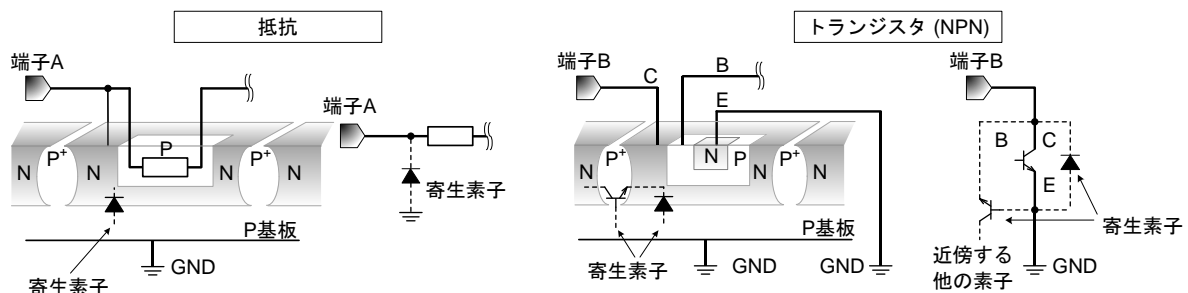 抵抗
端子A
P
N
P+
N
N
P+
N
P基板
GND
寄生素子
端子A
寄生素子
トランジスタ (NPN)
端子B
C
B
E
N
P+
N
N
P
N
P+
N
P基板
寄生素子
GND
GND
端子B
B
C
E
寄生素子
近傍する
他の素子
GND